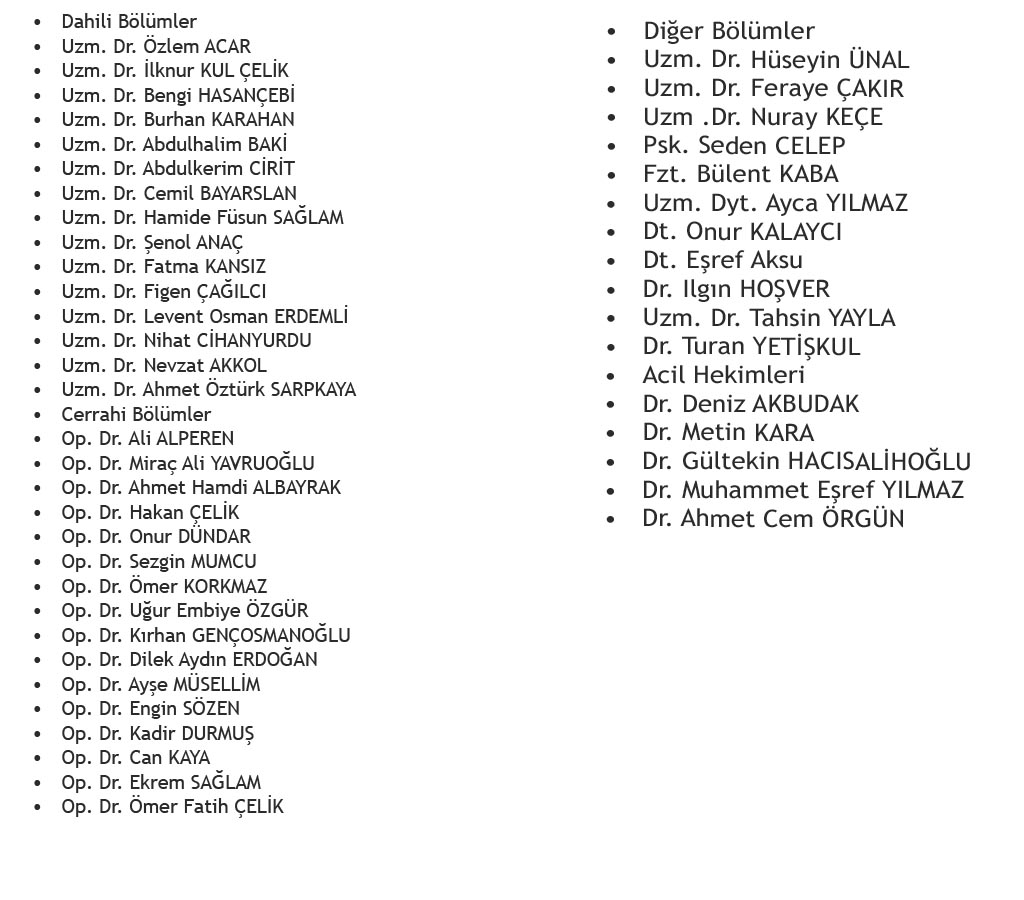 • Dahili Bölümler
• Uzm. Dr. Özlem ACAR
• Uzm. Dr. İlknur KUL ÇELİK
• Uzm. Dr. Bengi HASANÇEBİ
• Uzm. Dr. Burhan KARAHAN
• Uzm. Dr. Abdulhalim BAKİ
• Uzm. Dr. Abdulkerim CİRİT
• Uzm. Dr. Cemil BAYARSLAN
• Uzm. Dr. Hamide Füsun SAĞLAM
• Uzm. Dr. Şenol ANAÇ
• Uzm. Dr. Fatma KANSIZ
• Uzm. Dr. Figen ÇAĞILCI
• Uzm. Dr. Levent Osman ERDEMLİ
• Uzm. Dr. Nihat CİHANYURDU
• Uzm. Dr. Nevzat AKKOL
• Uzm. Dr. Ahmet Öztürk SARPKAYA
• Cerrahi Bölümler
• Op. Dr. Ali ALPEREN
• Op. Dr. Miraç Ali YAVRUOĞLU
• Op. Dr. Ahmet Hamdi ALBAYRAK
• Op. Dr. Hakan ÇELİK
• Op. Dr. Onur DÜNDAR
• Op. Dr. Sezgin MUMCU
• Op. Dr. Ömer KORKMAZ
• Op. Dr. Uğur Embiye ÖZGÜR
• Op. Dr. Kırhan GENÇOSMANOĞLU
• Op. Dr. Dilek Aydın ERDOĞAN
• Op. Dr. Ayşe MÜSELLİM
• Op. Dr. Engin SÖZEN
• Op. Dr. Kadir DURMUŞ
• Op. Dr. Can KAYA
• Op. Dr. Ekrem SAĞLAM
• Op. Dr. Ömer Fatih ÇELİK
• Diğer Bölümler
• Uzm. Dr. Hüseyin ÜNAL
• Uzm. Dr. Feraye ÇAKIR
• Uzm .Dr. Nuray KEÇE
• Psk. Seden CELEP
• Fzt. Bülent KABA
• Uzm. Dyt. Ayca YILMAZ
• Dt. Onur KALAYCI
• Dt. Eşref Aksu
• Dr. Ilgın HOŞVER
• Uzm. Dr. Tahsin YAYLA
• Dr. Turan YETİŞKUL
• Acil Hekimleri
• Dr. Deniz AKBUDAK
• Dr. Metin KARA
• Dr. Gültekin HACISALİHOĞLU
• Dr. Muhammet Eşref YILMAZ
• Dr. Ahmet Cem ÖRGÜN